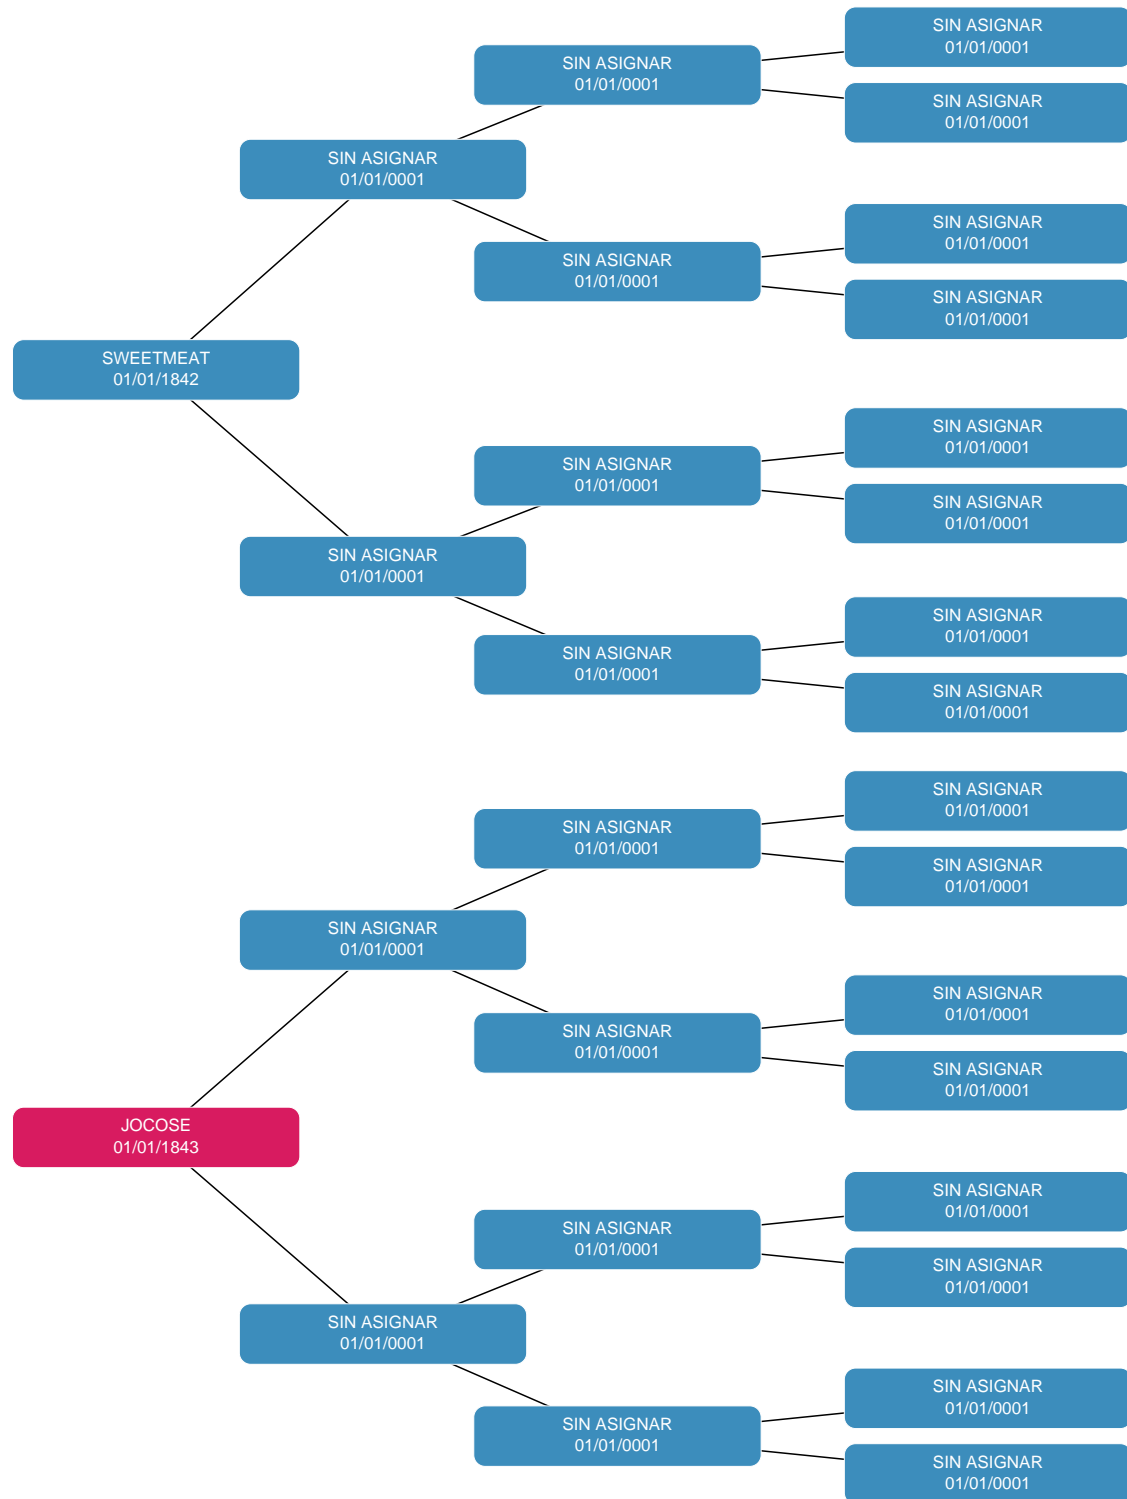 SIN ASIGNAR
01/01/0001
SIN ASIGNAR
01/01/0001
SIN ASIGNAR
01/01/0001
SIN ASIGNAR
01/01/0001
SIN ASIGNAR
01/01/0001
SIN ASIGNAR
01/01/0001
SIN ASIGNAR
01/01/0001
SWEETMEAT
01/01/1842
SIN ASIGNAR
01/01/0001
SIN ASIGNAR
01/01/0001
SIN ASIGNAR
01/01/0001
SIN ASIGNAR
01/01/0001
SIN ASIGNAR
01/01/0001
SIN ASIGNAR
01/01/0001
SIN ASIGNAR
01/01/0001
SIN ASIGNAR
01/01/0001
SIN ASIGNAR
01/01/0001
SIN ASIGNAR
01/01/0001
SIN ASIGNAR
01/01/0001
SIN ASIGNAR
01/01/0001
SIN ASIGNAR
01/01/0001
SIN ASIGNAR
01/01/0001
JOCOSE
01/01/1843
SIN ASIGNAR
01/01/0001
SIN ASIGNAR
01/01/0001
SIN ASIGNAR
01/01/0001
SIN ASIGNAR
01/01/0001
SIN ASIGNAR
01/01/0001
SIN ASIGNAR
01/01/0001
SIN ASIGNAR
01/01/0001